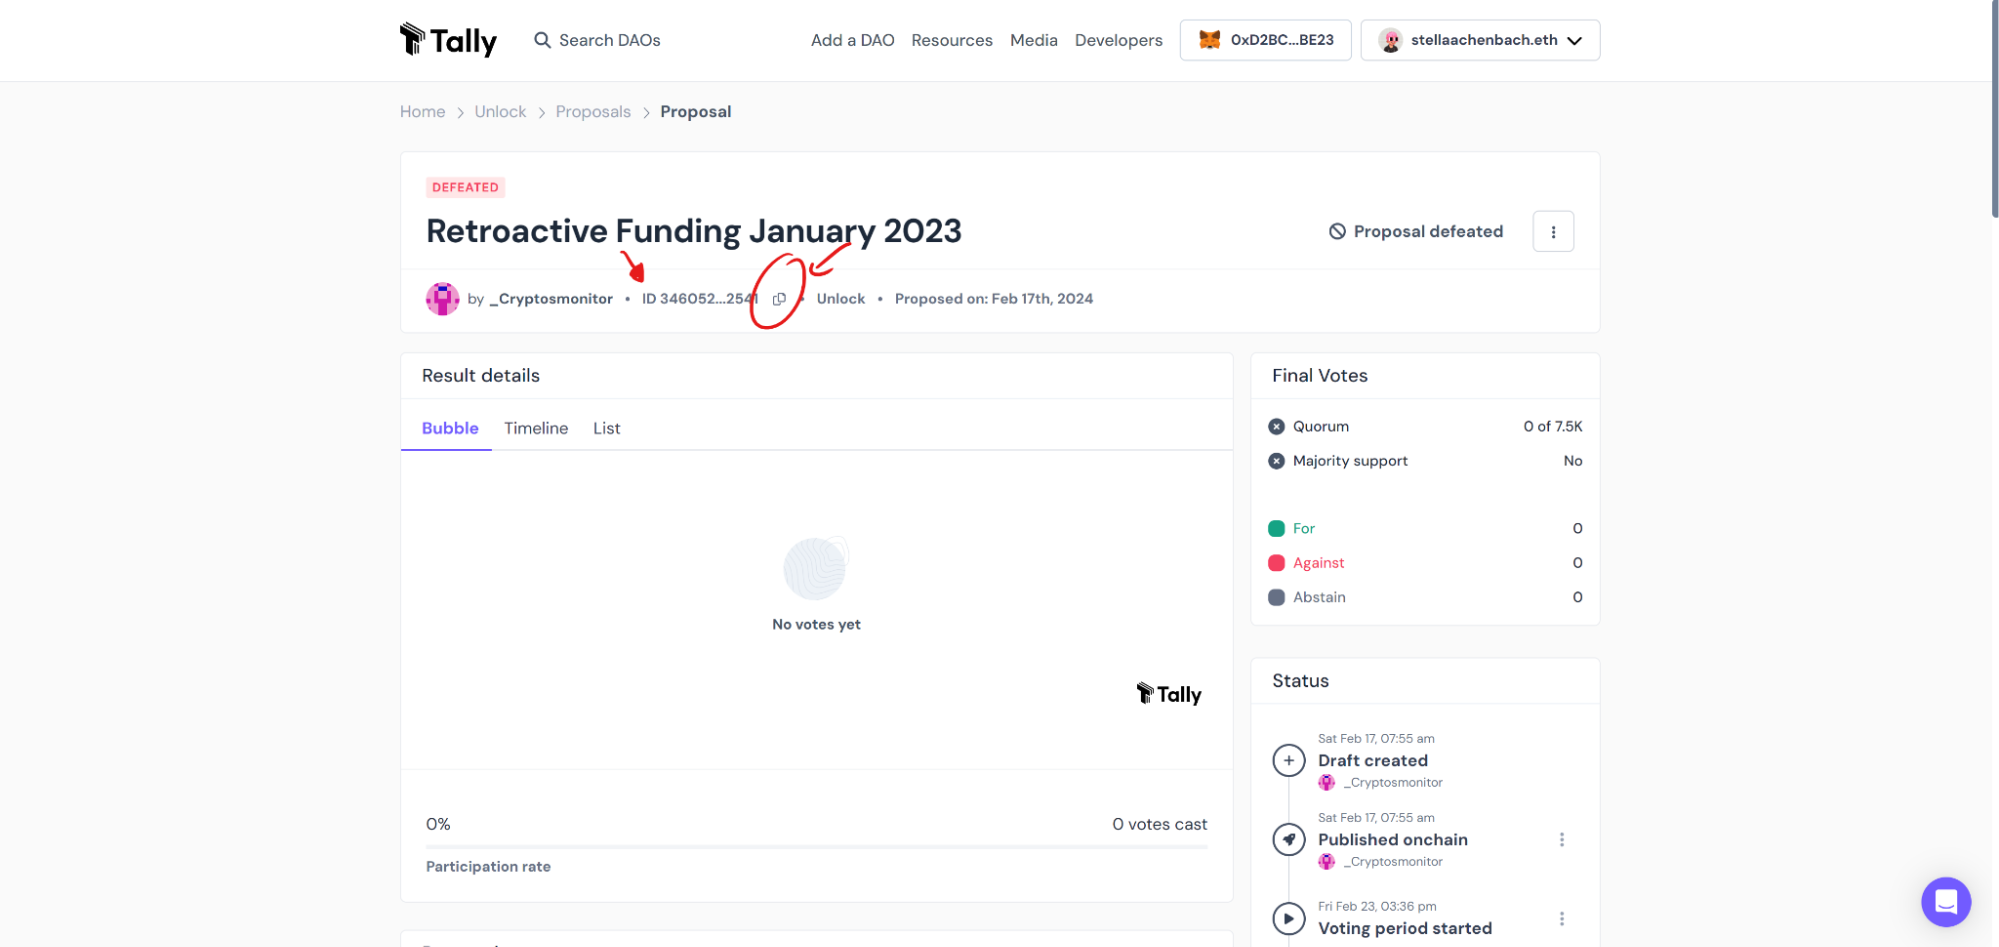 Tally
Search DAOs
Add a DAO Resources Media Developers 0xD2BC...BE23 stellaachenbach.eth
Home > Unlock > Proposals > Proposal
DEFEATED
Retroactive Funding January 2023
Proposal defeated
by _Cryptosmonitor • ID 346052...2541 • Unlock • Proposed on: Feb 17th, 2024
Result details
Bubble Timeline List
No votes yet
Tally
0% 0 votes cast
Participation rate
Final Votes
Quorum 0 of 7.5K
Majority support No
For 0
Against 0
Abstain 0
Status
Sat Feb 17, 07:55 am
Draft created
_Cryptosmonitor
Sat Feb 17, 07:55 am
Published onchain
_Cryptosmonitor
Fri Feb 23, 03:36 pm
Voting period started